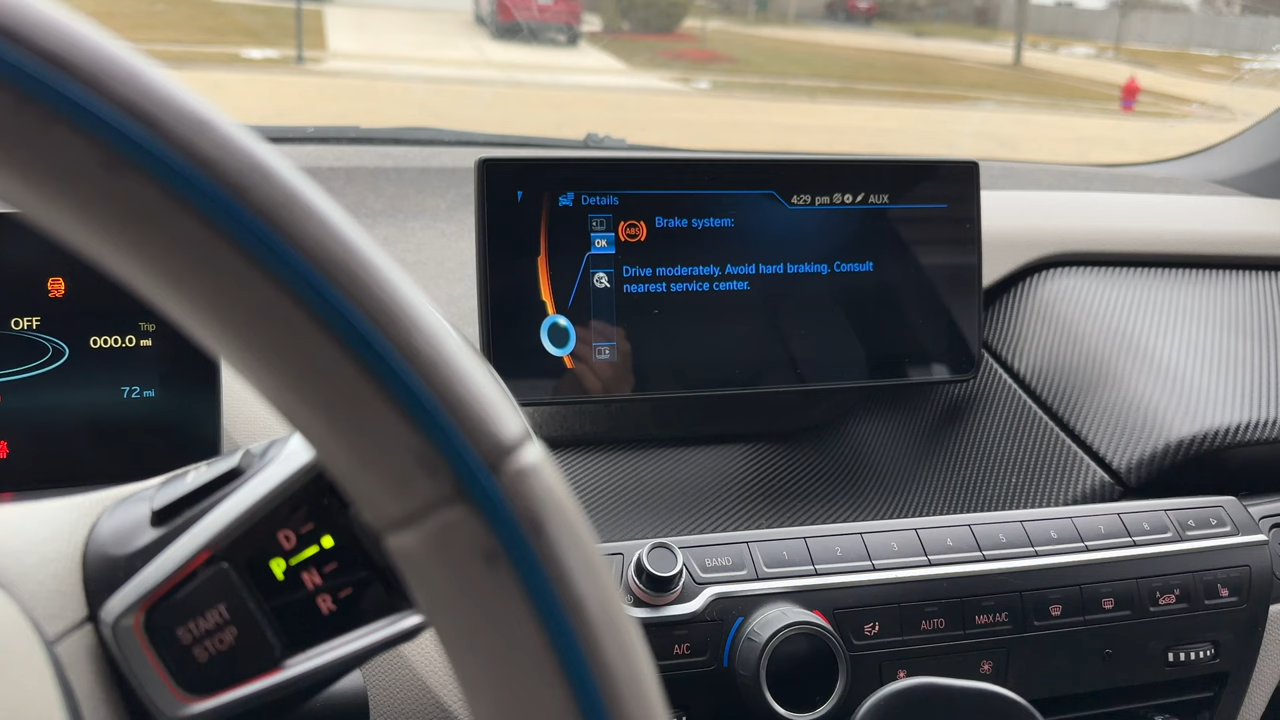 Details
4:29 pm
AUX
ABS
Brake system:
OK
Drive moderately. Avoid hard braking. Consult
nearest service center.
OFF
Trip
000.0 mi
72 mi
D
P
N
R
START
STOP
BAND
1
2
3
4
5
6
7
8
A/C
AUTO
MAX A/C
A
M